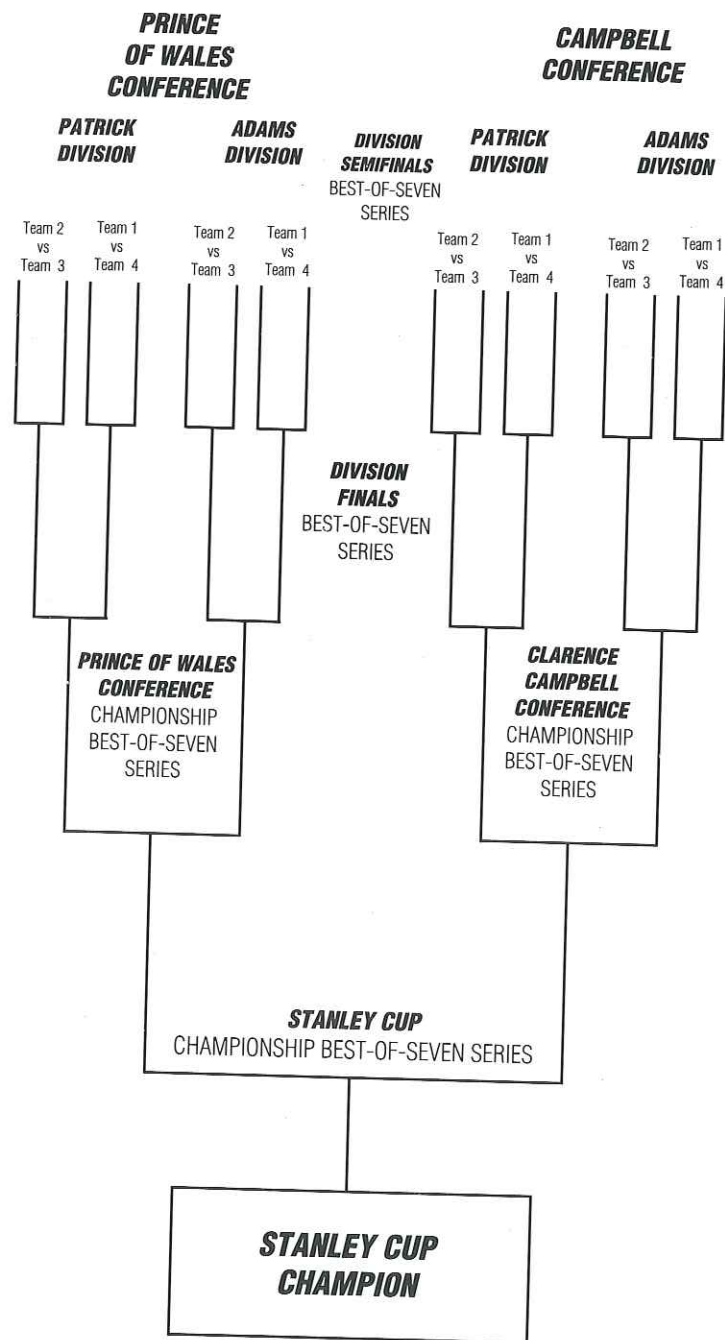 PRINCE
OF WALES
CONFERENCE
CAMPBELL
CONFERENCE
PATRICK
DIVISION
ADAMS
DIVISION
DIVISION
SEMIFINALS
BEST-OF-SEVEN
SERIES
PATRICK
DIVISION
ADAMS
DIVISION
Team 2
vs
Team 3
Team 1
vs
Team 4
Team 2
vs
Team 3
Team 1
vs
Team 4
Team 2
vs
Team 3
Team 1
vs
Team 4
Team 2
vs
Team 3
Team 1
vs
Team 4
DIVISION
FINALS
BEST-OF-SEVEN
SERIES
PRINCE OF WALES
CONFERENCE
CHAMPIONSHIP
BEST-OF-SEVEN
SERIES
CLARENCE
CAMPBELL
CONFERENCE
CHAMPIONSHIP
BEST-OF-SEVEN
SERIES
STANLEY CUP
CHAMPIONSHIP BEST-OF-SEVEN SERIES
STANLEY CUP
CHAMPION